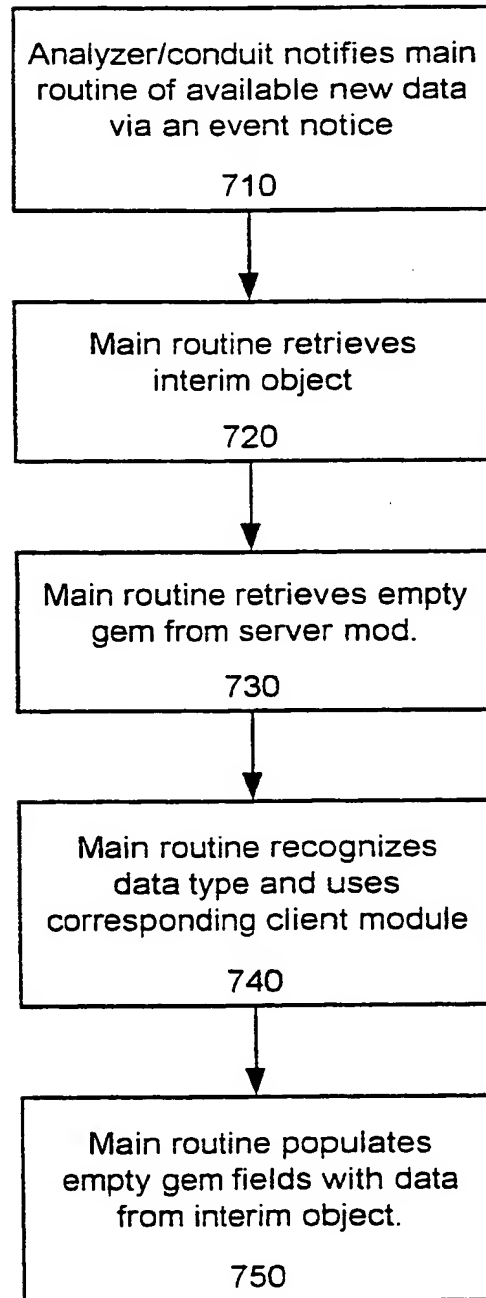 Analyzer/conduit notifies main
routine of available new data
via an event notice
710
Main routine retrieves
interim object
720
Main routine retrieves empty
gem from server mod.
730
Main routine recognizes
data type and uses
corresponding client module
740
Main routine populates
empty gem fields with data
from interim object.
750